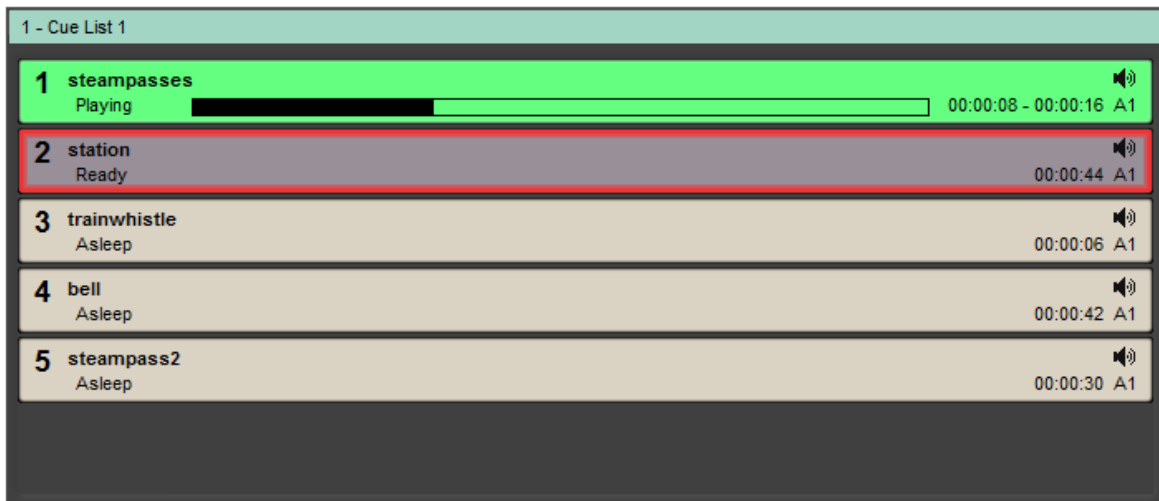 1 - Cue List 1
1 steampasses
Playing 00:00:08 - 00:00:16 A1
2 station
Ready 00:00:44 A1
3 trainwhistle
Asleep 00:00:06 A1
4 bell
Asleep 00:00:42 A1
5 steampass2
Asleep 00:00:30 A1